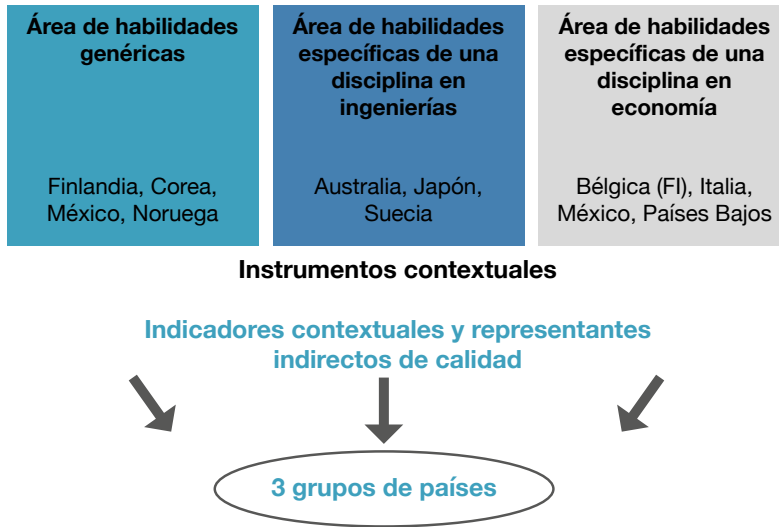 Área de habilidades
genéricas
Finlandia, Corea,
México, Noruega
Área de habilidades
específicas de una
disciplina en
ingenierías
Australia, Japón,
Suecia
Área de habilidades
específicas de una
disciplina en
economía
Bélgica (Fl), Italia,
México, Países Bajos
Instrumentos contextuales
Indicadores contextuales y representantes
indirectos de calidad
3 grupos de países